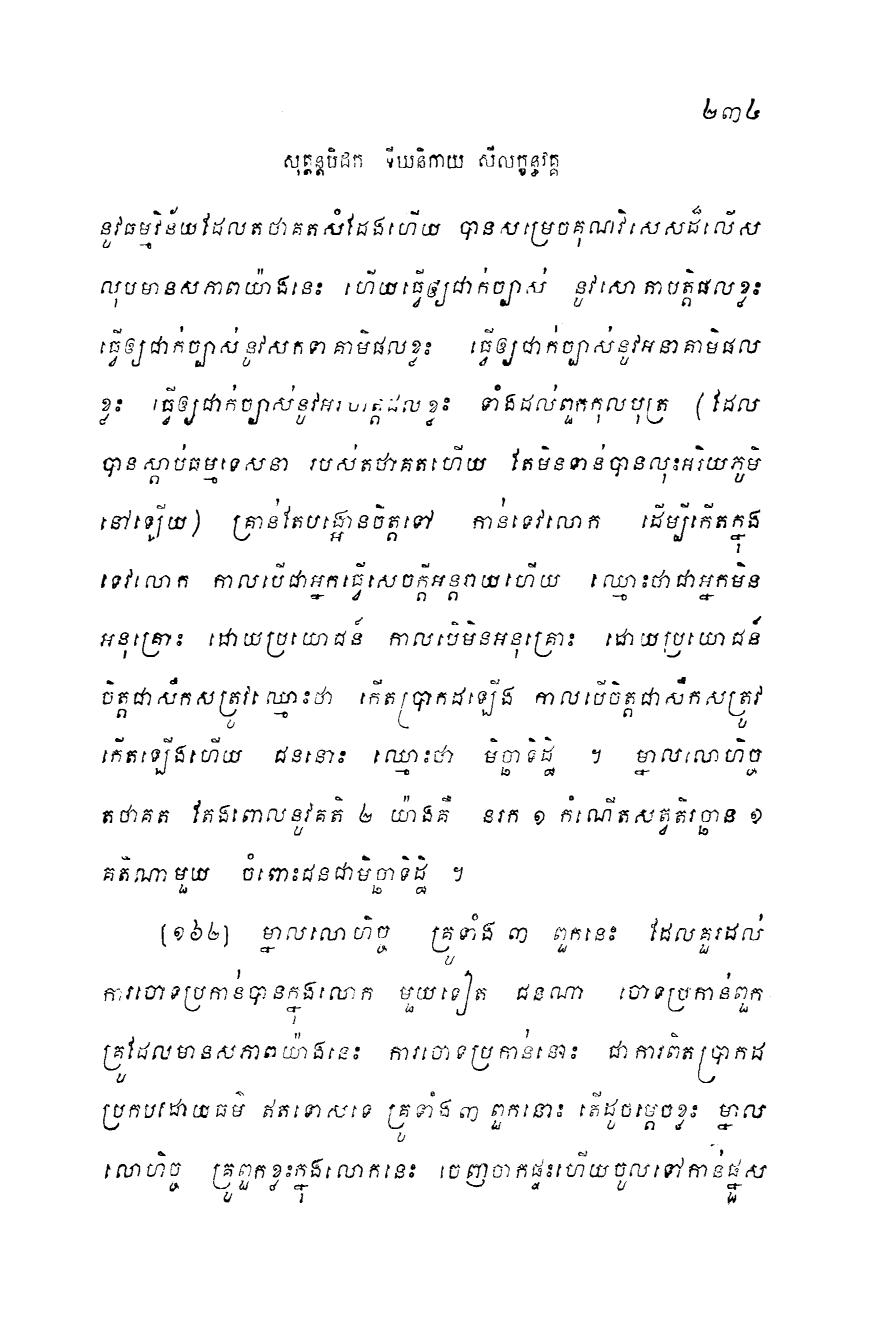 ២៣៤
សុត្តន្តបិដក ទីឃនិកាយ សីលក្ខន្ធវគ្គ
នូវធម្មវិន័យដែលតថាគតសំដែងហើយ បានសម្រេចគុណវិសេសដ៏លើស
លុបមានសភាពយ៉ាងនេះ ហើយធ្វើឲ្យជាក់ច្បាស់ នូវសោតាបត្តិផលខ្លះ
ធ្វើឲ្យជាក់ច្បាស់នូវសកទាគាមិផលខ្លះ ធ្វើឲ្យជាក់ច្បាស់នូវអនាគាមិផល
ខ្លះ ធ្វើឲ្យជាក់ច្បាស់នូវអរហត្តផលខ្លះ ទាំងដល់ពួកកុលបុត្រ (ដែល
បានស្តាប់ធម្មទេសនា របស់តថាគតហើយ តែមិនទាន់បានលុះអរិយភូមិ
នៅឡើយ) គ្រាន់តែបង្អោនចិត្តទៅ កាន់ទេវលោក ដើម្បីកើតក្នុង
ទេវលោក កាលបើជាអ្នកធ្វើសេចក្តីអន្តរាយហើយ ឈ្មោះថាជាអ្នកមិន
អនុគ្រោះ ដោយប្រយោជន៍ កាលបើមិនអនុគ្រោះ ដោយប្រយោជន៍
ចិត្តជាសឹកសត្រូវឈ្មោះថា កើតប្រាកដឡើង កាលបើចិត្តជាសឹកសត្រូវ
កើតឡើងហើយ ជននោះ ឈ្មោះថា មិច្ឆាទិដ្ឋិ ។ ម្នាលលោហិច្ច
តថាគត តែងពោលនូវគតិ ២ យ៉ាងគឺ នរក ១ កំណើតសត្វតិរច្ឆាន ១
គតិណាមួយ ចំពោះជនជាមិច្ឆាទិដ្ឋិ ។
[១៦២] ម្នាលលោហិច្ច គ្រូទាំង ៣ ពួកនេះ ដែលគួរដល់
ការចោទប្រកាន់បានក្នុងលោក មួយទៀត ជនណា ចោទប្រកាន់ពួក
គ្រូដែលមានសភាពយ៉ាងនេះ ការចោទប្រកាន់នោះ ជាការពិតប្រាកដ
ប្រកបដោយធម៌ ឥតទោសទេ គ្រូទាំង ៣ ពួកនោះ តើដូចម្តេចខ្លះ ម្នាល
លោហិច្ច គ្រូពួកខ្លះក្នុងលោកនេះ ចេញចាកផ្ទះហើយចូលទៅកាន់ផ្នួស